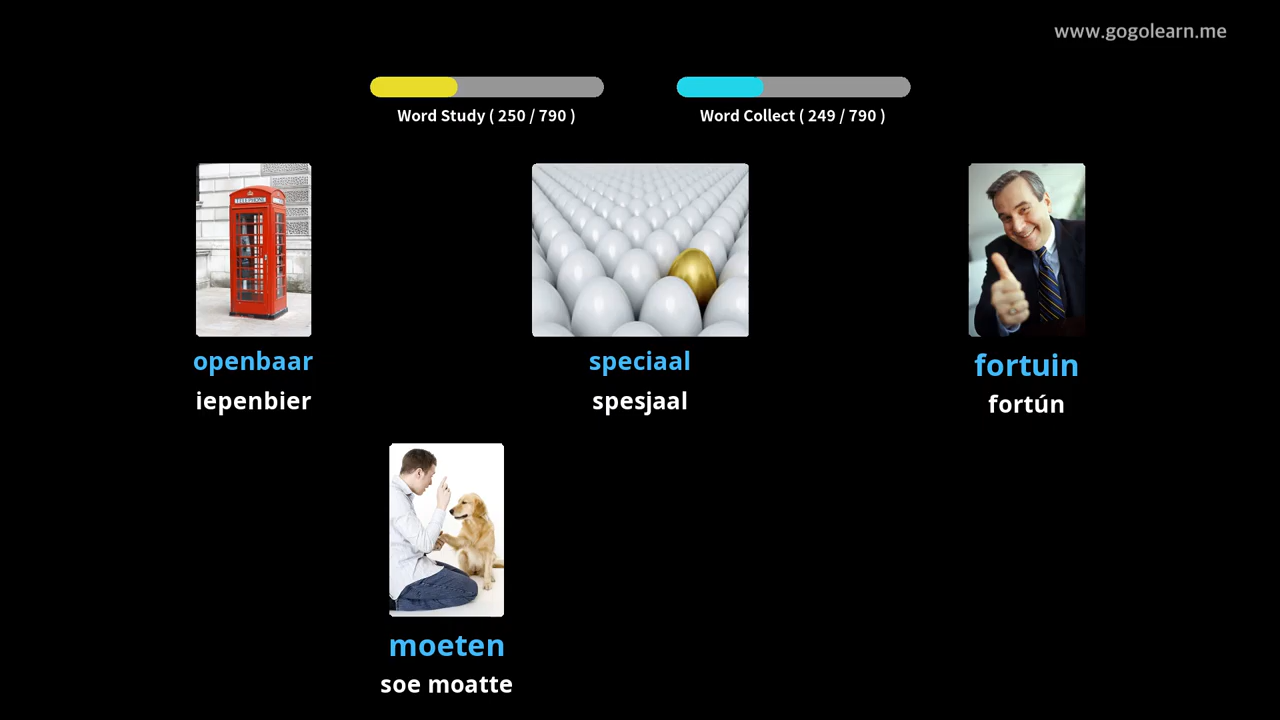 www.gogolearn.me
Word Study ( 250 / 790 )
Word Collect ( 249 / 790 )
TELEPHONE
openbaar
speciaal
fortuin
iepenbier
spesjaal
fortún
moeten
soe moatte